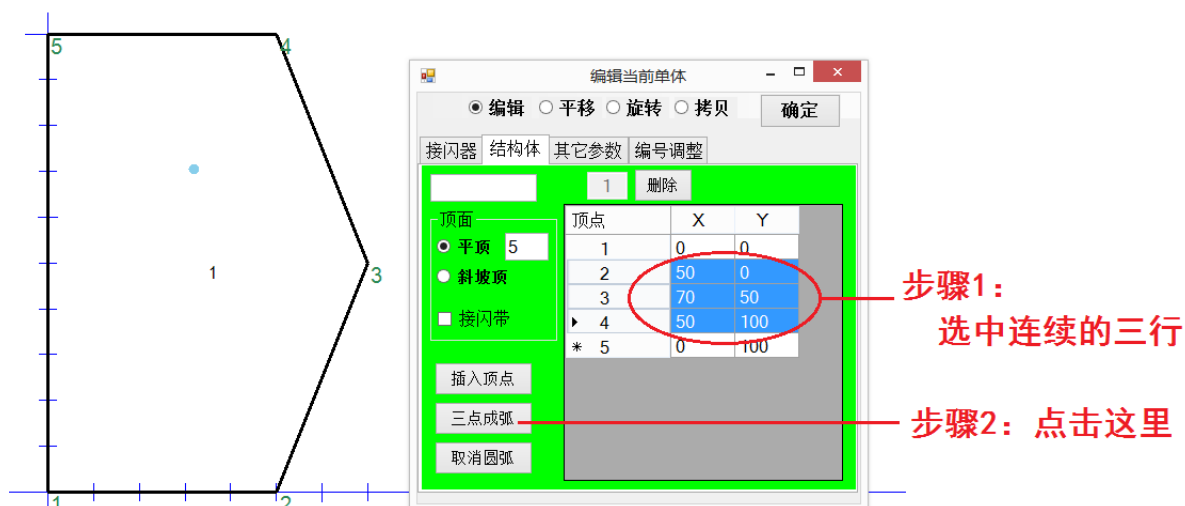 5
4
3
1
1
2
编辑当前单体
编辑 平移 旋转 拷贝 确定
接闪器 结构体 其它参数 编号调整
1 删除
顶面
平顶 5
斜坡顶
接闪带
顶点 X Y
1 0 0
2 50 0
3 70 50
4 50 100
* 5 0 100
插入顶点
三点成弧
取消圆弧
步骤1：
选中连续的三行
步骤2：点击这里